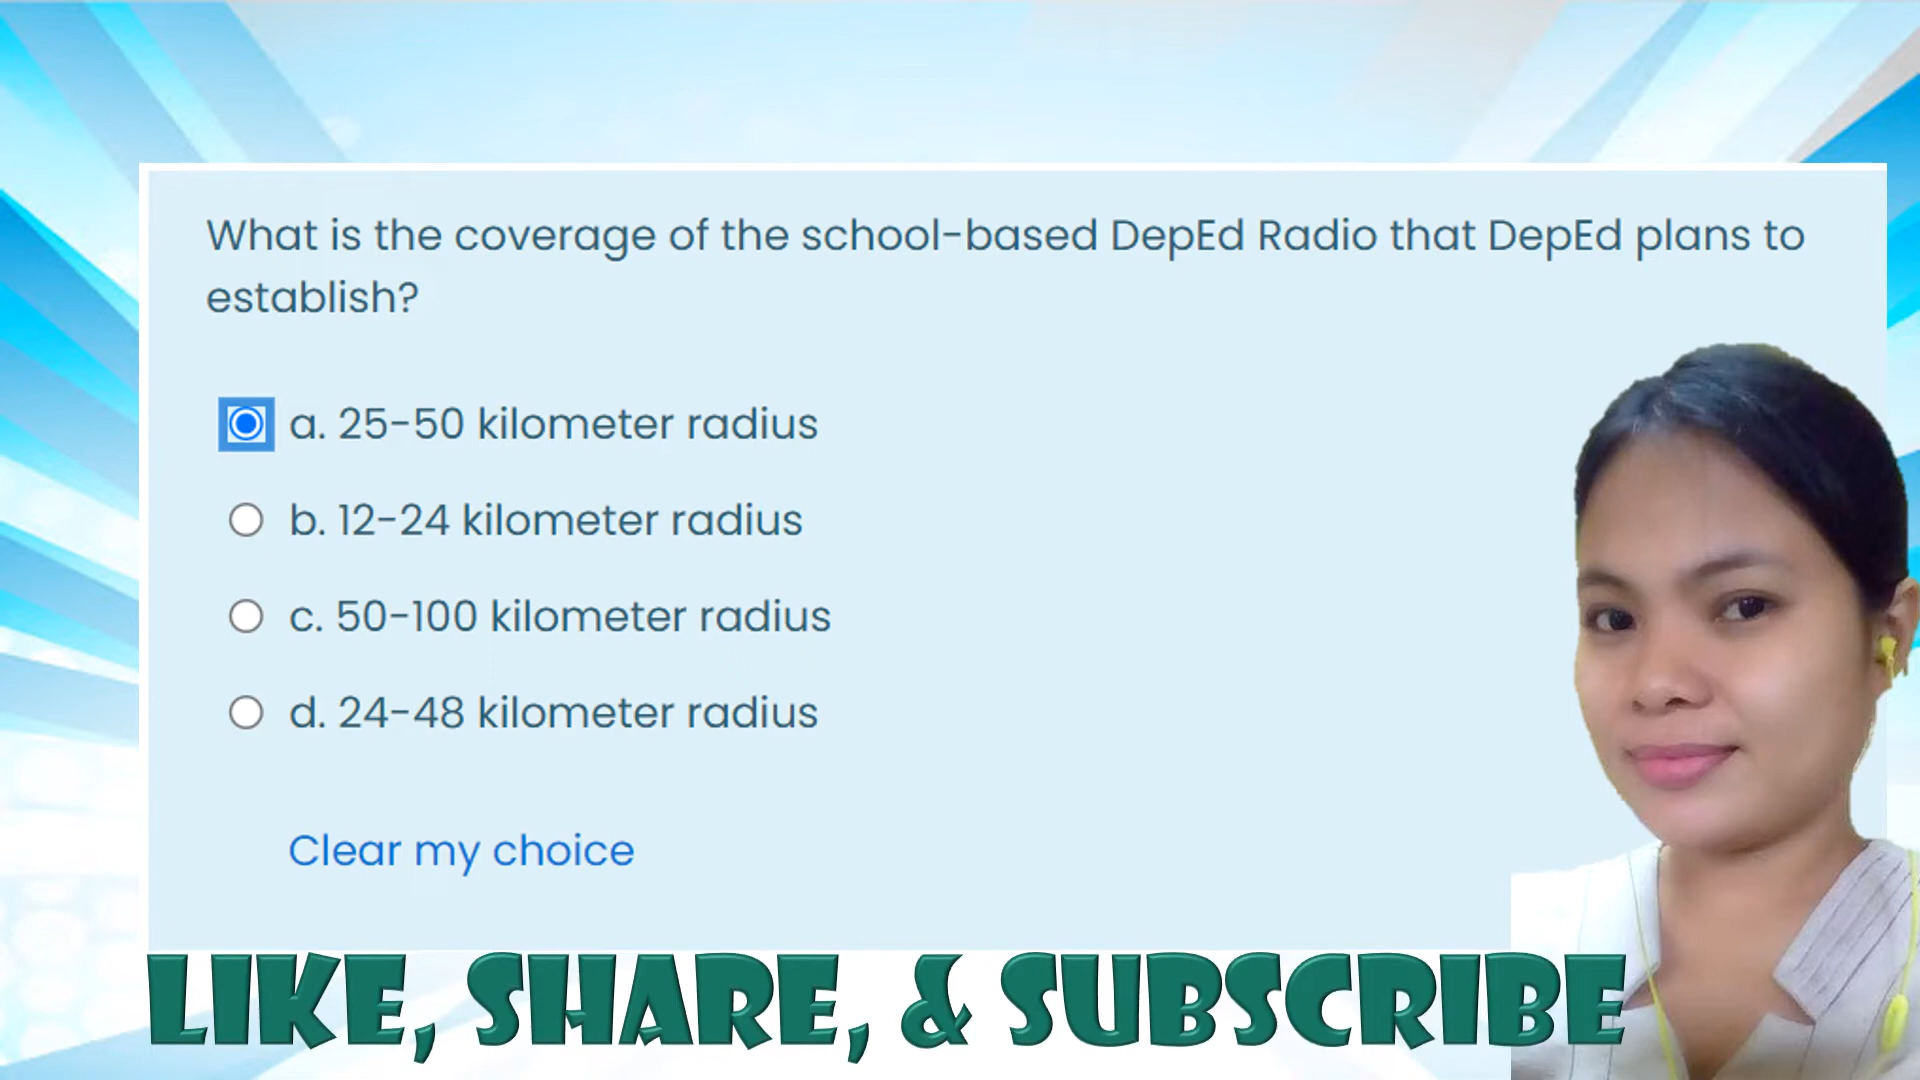 What is the coverage of the school-based DepEd Radio that DepEd plans to
establish?
a. 25-50 kilometer radius
b. 12-24 kilometer radius
c. 50-100 kilometer radius
d. 24-48 kilometer radius
Clear my choice
LIKE, SHARE, & SUBSCRIBE